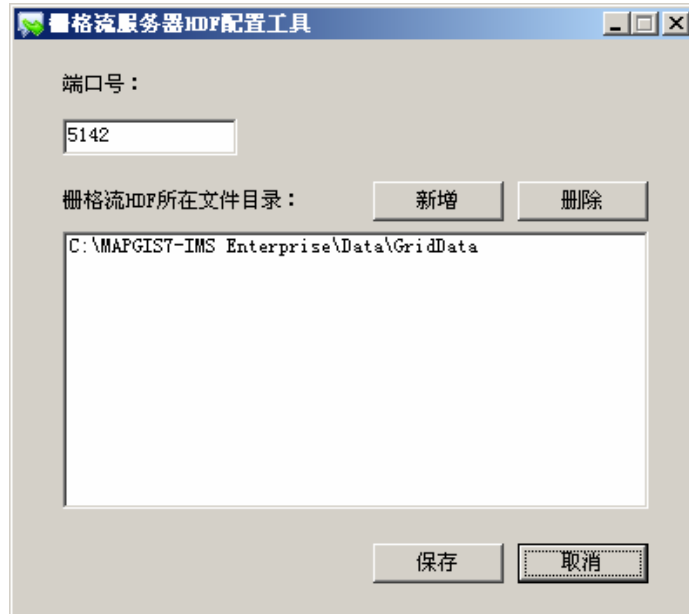 栅格流服务器HDF配置工具
端口号：
5142
栅格流HDF所在文件目录：
新增
删除
C:\MAPGIS7-IMS Enterprise\Data\GridData
保存
取消